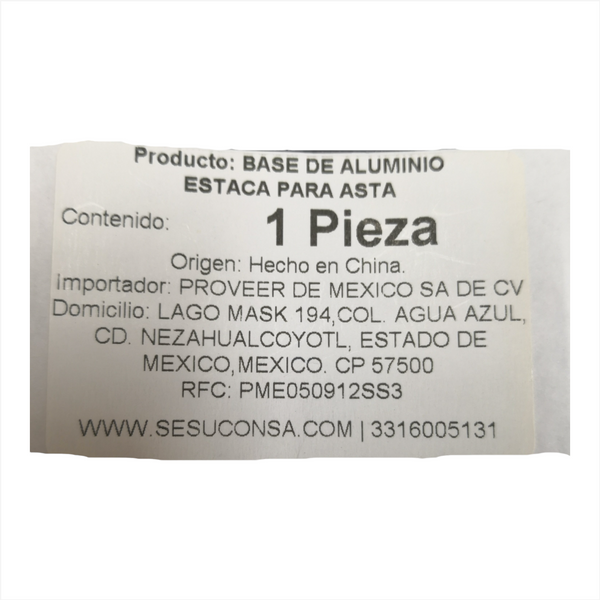 Producto: BASE DE ALUMINIO
ESTACA PARA ASTA
Contenido: 1 Pieza
Origen: Hecho en China.
Importador: PROVEER DE MEXICO SA DE CV
Domicilio: LAGO MASK 194,COL. AGUA AZUL,
CD. NEZAHUALCOYOTL, ESTADO DE
MEXICO,MEXICO. CP 57500
RFC: PME050912SS3
WWW.SESUCONSA.COM | 3316005131